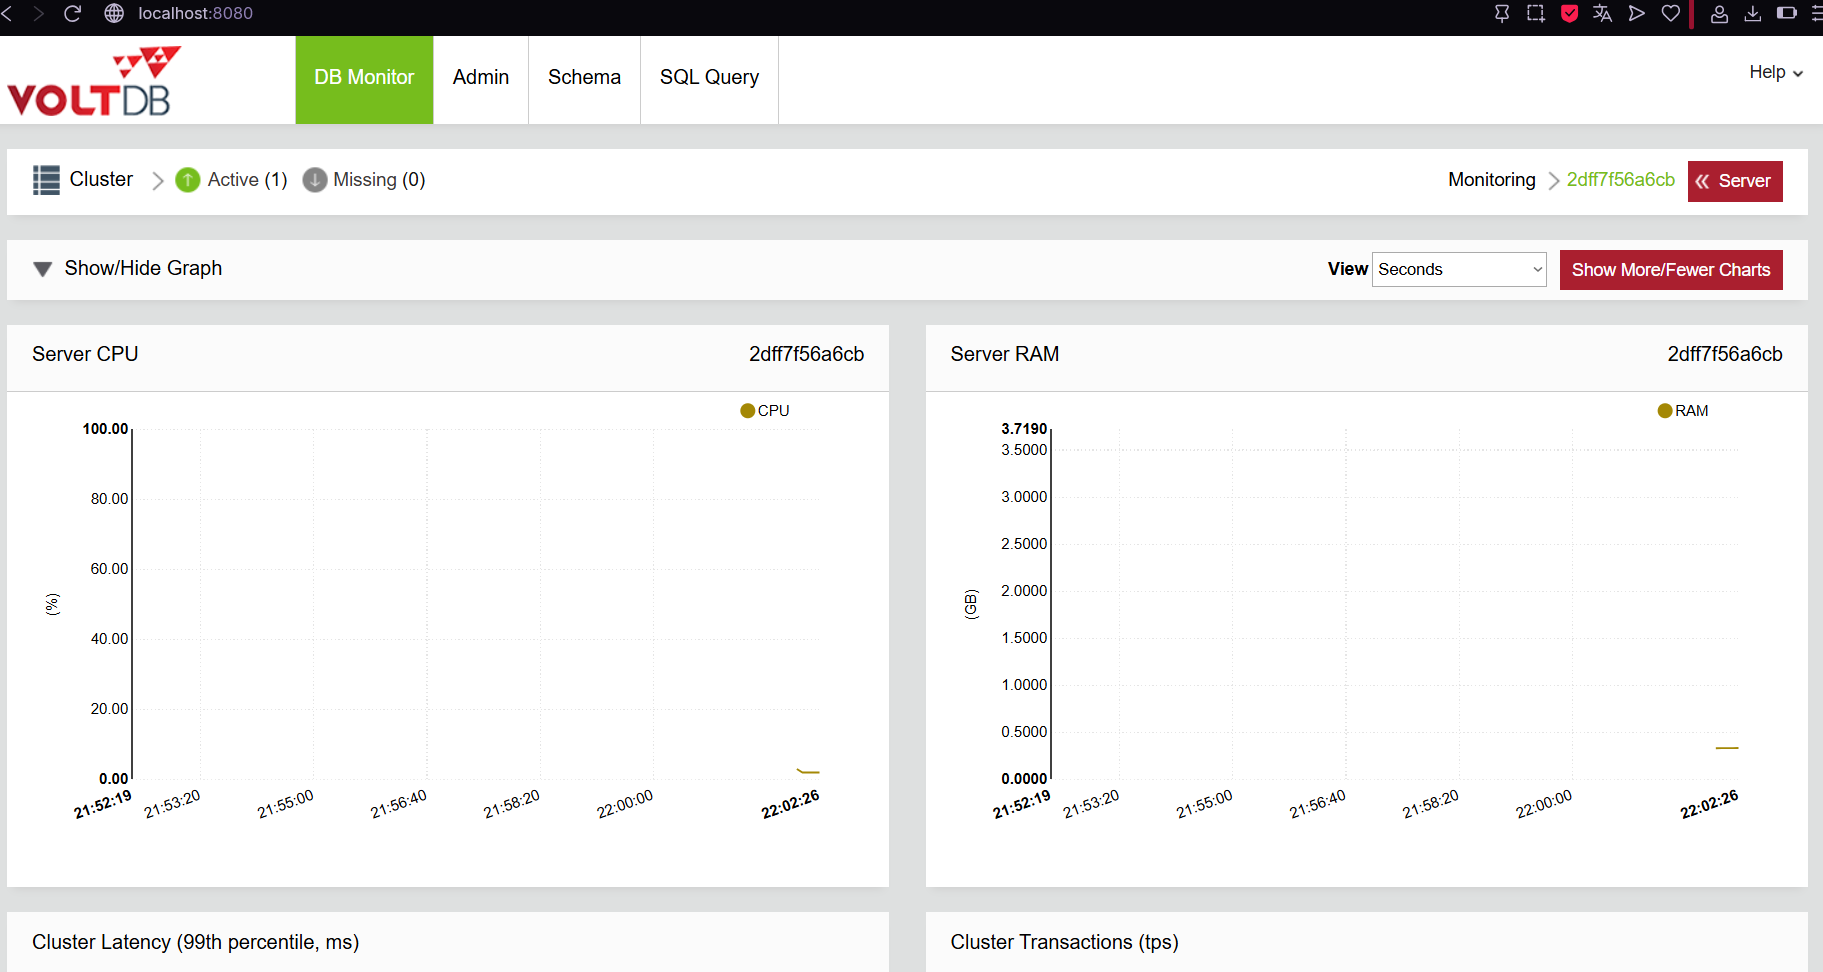 localhost:8080
VOLTDB
DB Monitor
Admin
Schema
SQL Query
Help
Cluster
Active (1)
Missing (0)
Monitoring
2dff7f56a6cb
Server
Show/Hide Graph
View
Seconds
Show More/Fewer Charts
Server CPU
2dff7f56a6cb
CPU
100.00
80.00
60.00
(%)
40.00
20.00
0.00
21:52:19
21:53:20
21:55:00
21:56:40
21:58:20
22:00:00
22:02:26
Server RAM
2dff7f56a6cb
RAM
3.7190
3.5000
3.0000
2.5000
2.0000
(GB)
1.5000
1.0000
0.5000
0.0000
21:52:19
21:53:20
21:55:00
21:56:40
21:58:20
22:00:00
22:02:26
Cluster Latency (99th percentile, ms)
Cluster Transactions (tps)